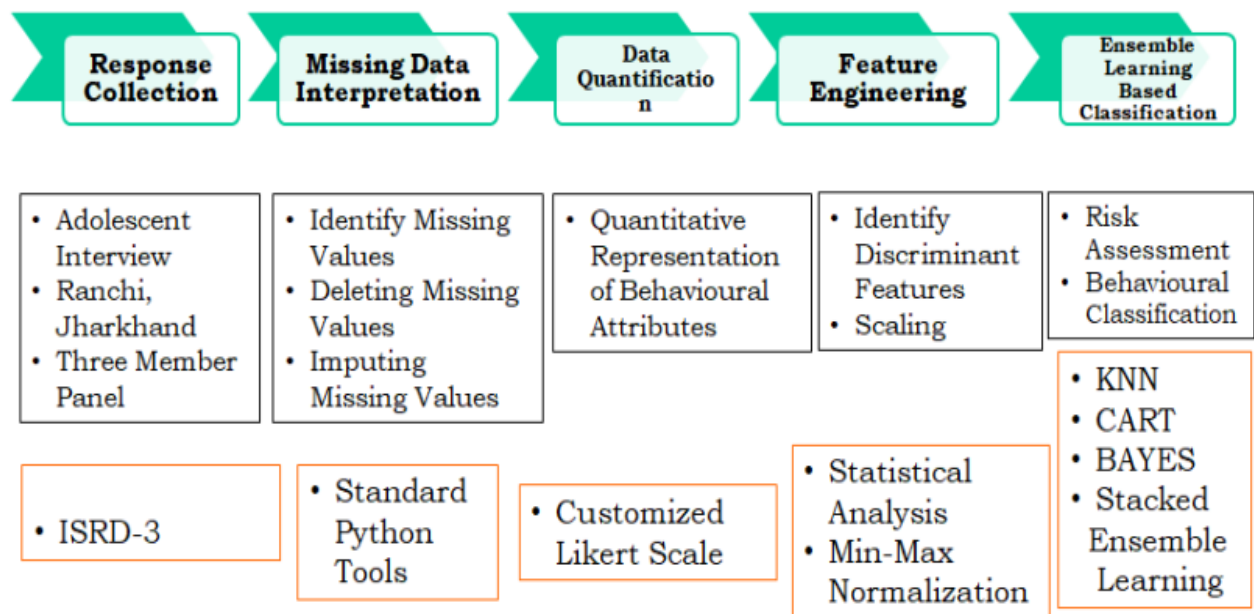 Response
Collection
Missing Data
Interpretation
Data
Quantificatio
n
Feature
Engineering
Ensemble
Learning
Based
Classification
• Adolescent
Interview
• Ranchi,
Jharkhand
• Three Member
Panel
• Identify Missing
Values
• Deleting Missing
Values
• Imputing
Missing Values
• Quantitative
Representation
of Behavioural
Attributes
• Identify
Discriminant
Features
• Scaling
• Risk
Assessment
• Behavioural
Classification
• ISRD-3
• Standard
Python
Tools
• Customized
Likert Scale
• Statistical
Analysis
• Min-Max
Normalization
• KNN
• CART
• BAYES
• Stacked
Ensemble
Learning